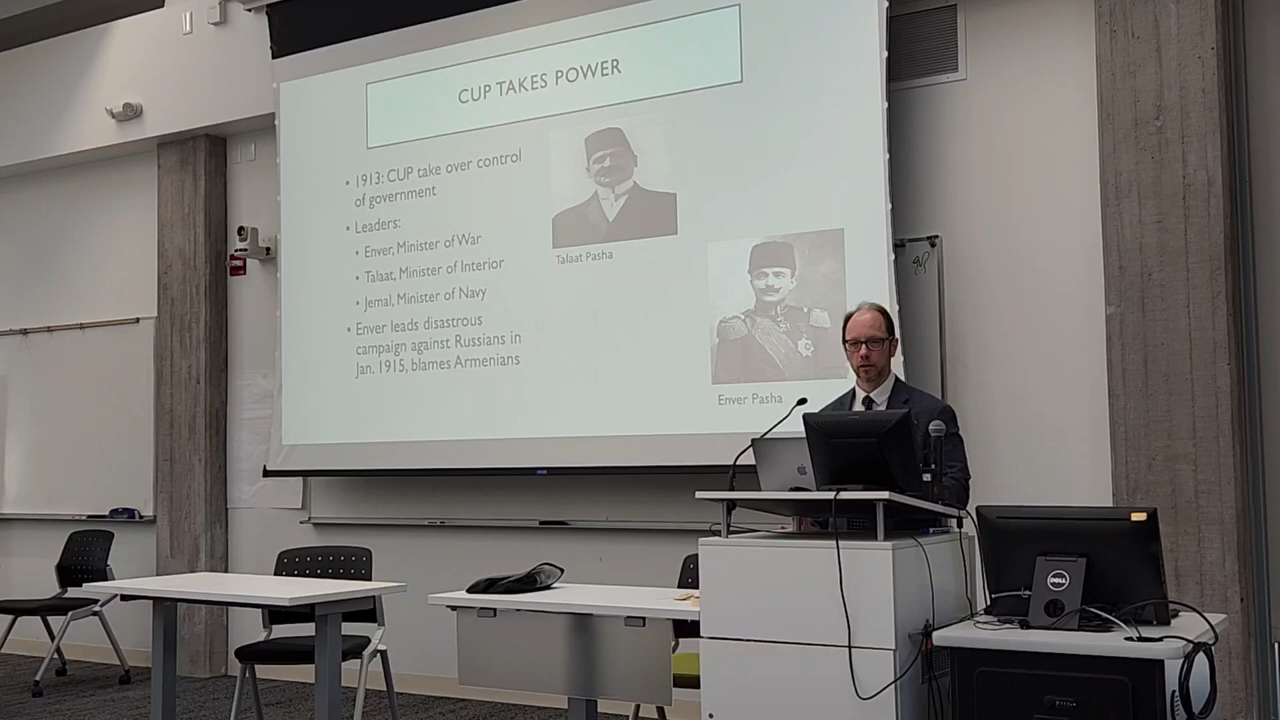 CUP TAKES POWER
• 1913: CUP take over control
of government
• Leaders:
• Enver, Minister of War
• Talaat, Minister of Interior
• Jemal, Minister of Navy
• Enver leads disastrous
campaign against Russians in
Jan. 1915, blames Armenians
Talaat Pasha
Enver Pasha
DELL